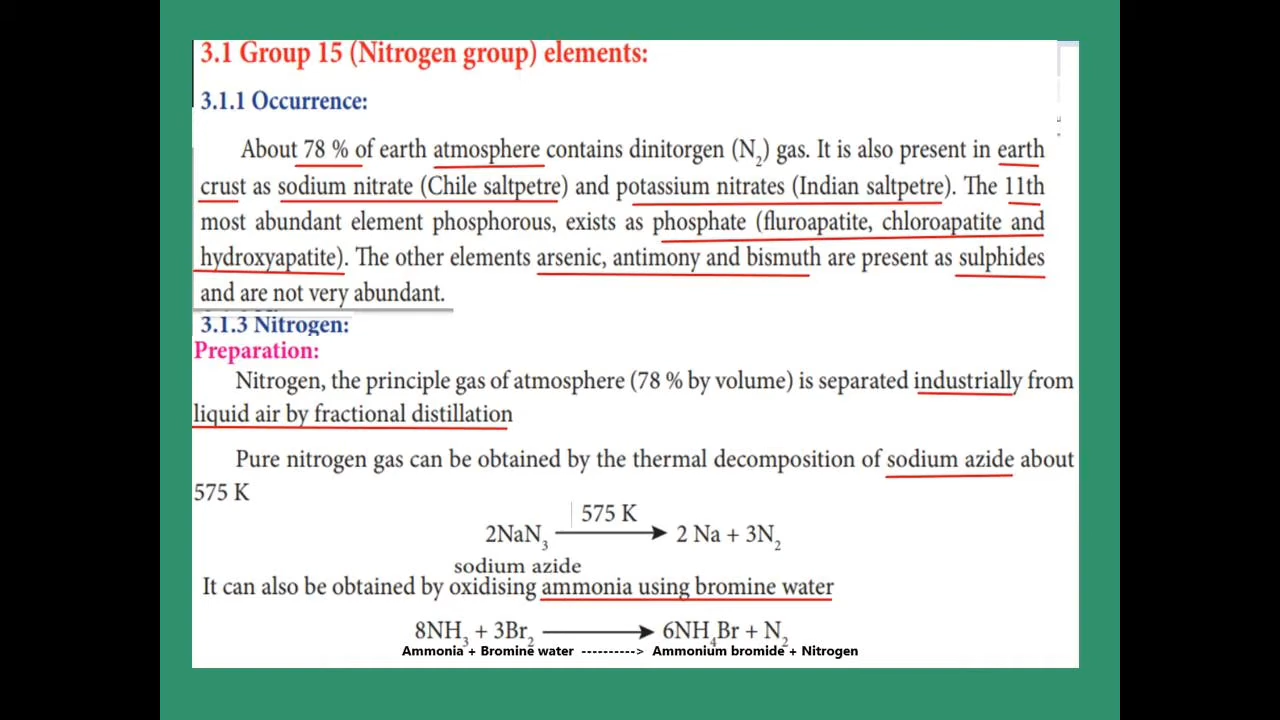 3.1 Group 15 (Nitrogen group) elements:
3.1.1 Occurrence:
About 78 % of earth atmosphere contains dinitorgen (N₂) gas. It is also present in earth
crust as sodium nitrate (Chile saltpetre) and potassium nitrates (Indian saltpetre). The 11th
most abundant element phosphorous, exists as phosphate (fluroapatite, chloroapatite and
hydroxyapatite). The other elements arsenic, antimony and bismuth are present as sulphides
and are not very abundant.
3.1.3 Nitrogen:
Preparation:
Nitrogen, the principle gas of atmosphere (78 % by volume) is separated industrially from
liquid air by fractional distillation
Pure nitrogen gas can be obtained by the thermal decomposition of sodium azide about
575 K
575 K
2NaN₃ ⟶ 2 Na + 3N₂
sodium azide
It can also be obtained by oxidising ammonia using bromine water
8NH₃ + 3Br₂ ⟶ 6NH₄Br + N₂
Ammonia + Bromine water ----------> Ammonium bromide + Nitrogen